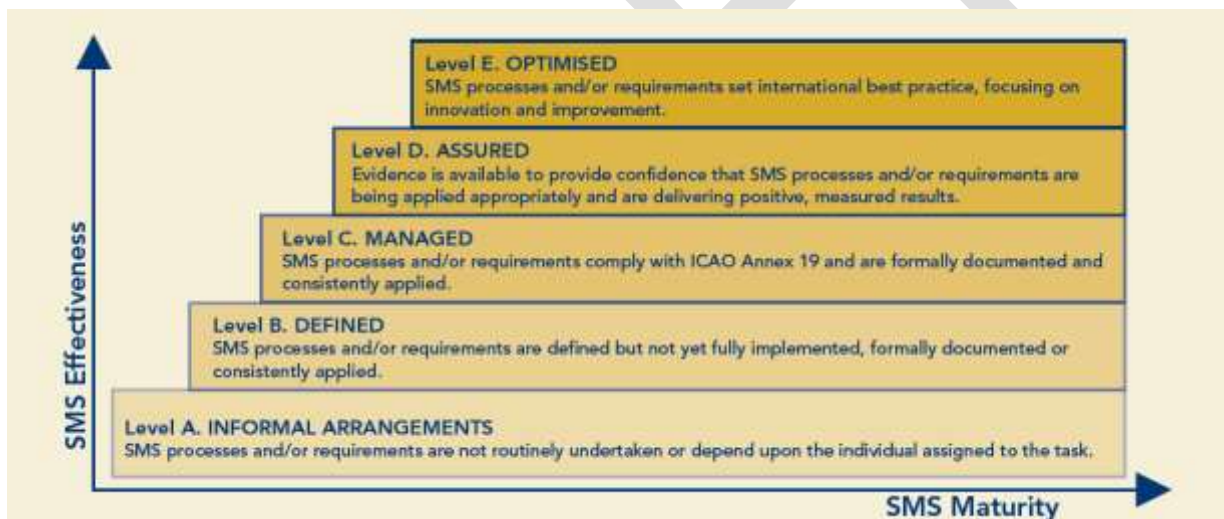 Level E. OPTIMISED
SMS processes and/or requirements set international best practice, focusing on
innovation and improvement.
Level D. ASSURED
Evidence is available to provide confidence that SMS processes and/or requirements are
being applied appropriately and are delivering positive, measured results.
Level C. MANAGED
SMS processes and/or requirements comply with ICAO Annex 19 and are formally documented and
consistently applied.
Level B. DEFINED
SMS processes and/or requirements are defined but not yet fully implemented, formally documented or
consistently applied.
Level A. INFORMAL ARRANGEMENTS
SMS processes and/or requirements are not routinely undertaken or depend upon the individual assigned to the task.
SMS Effectiveness
SMS Maturity